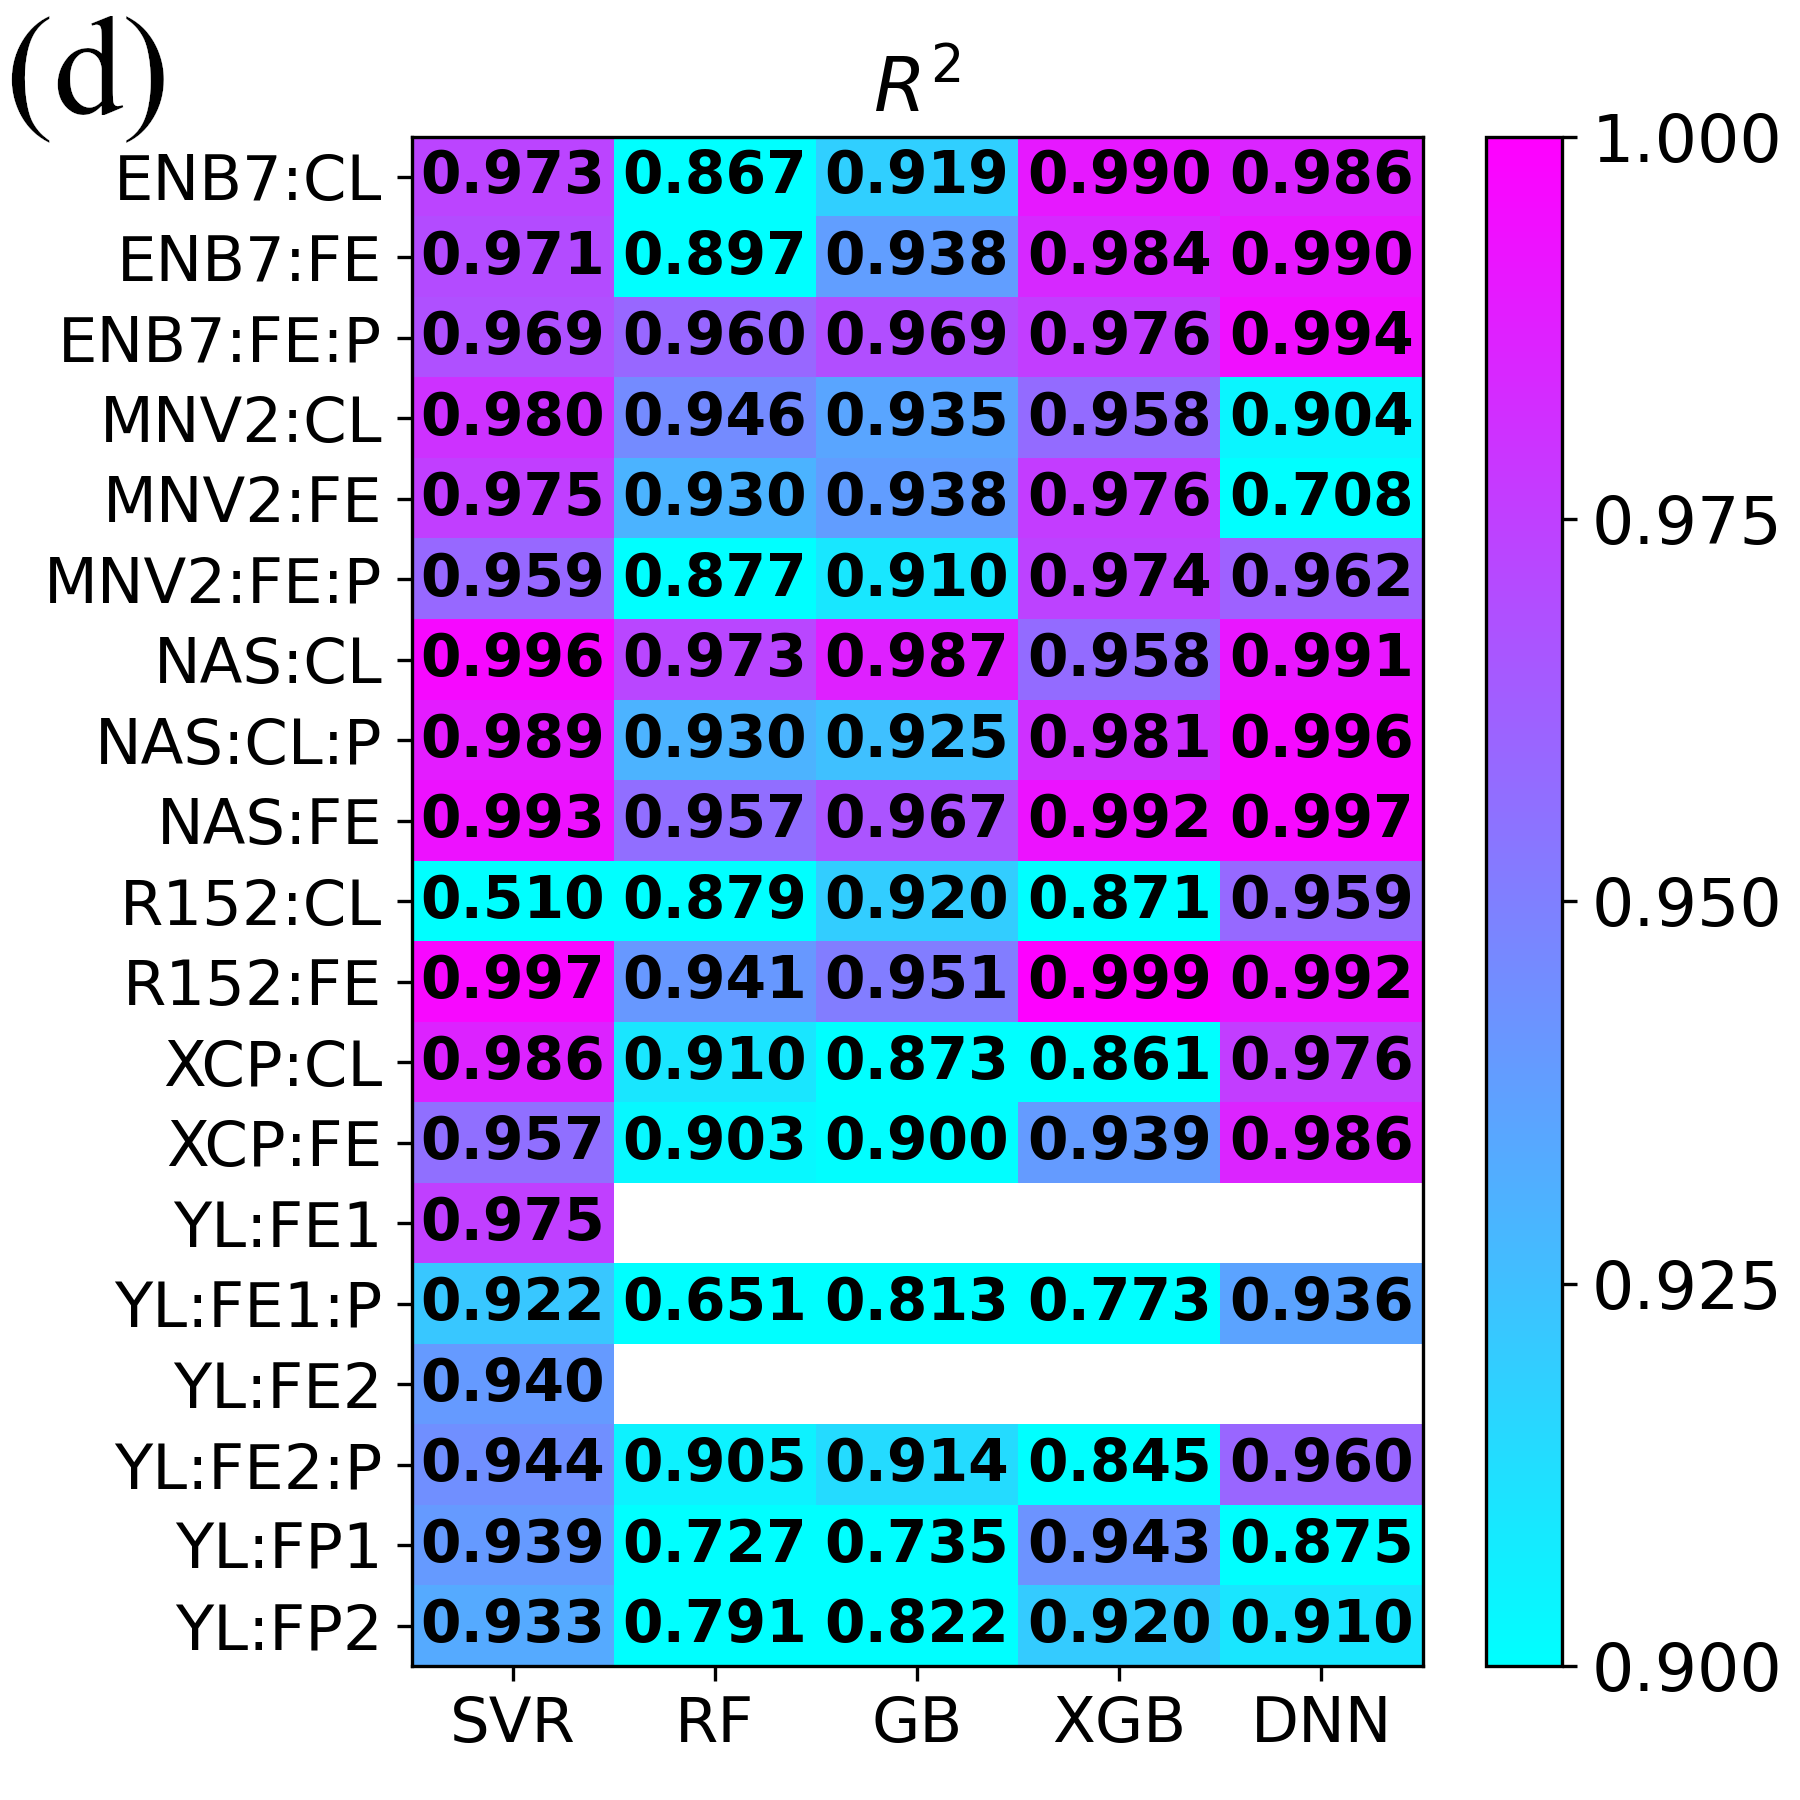 (d)
R²
1.000
ENB7:CL 0.973 0.867 0.919 0.990 0.986
ENB7:FE 0.971 0.897 0.938 0.984 0.990
ENB7:FE:P 0.969 0.960 0.969 0.976 0.994
MNV2:CL 0.980 0.946 0.935 0.958 0.904
MNV2:FE 0.975 0.930 0.938 0.976 0.708
0.975
MNV2:FE:P 0.959 0.877 0.910 0.974 0.962
NAS:CL 0.996 0.973 0.987 0.958 0.991
NAS:CL:P 0.989 0.930 0.925 0.981 0.996
NAS:FE 0.993 0.957 0.967 0.992 0.997
R152:CL 0.510 0.879 0.920 0.871 0.959
0.950
R152:FE 0.997 0.941 0.951 0.999 0.992
XCP:CL 0.986 0.910 0.873 0.861 0.976
XCP:FE 0.957 0.903 0.900 0.939 0.986
YL:FE1 0.975
YL:FE1:P 0.922 0.651 0.813 0.773 0.936
0.925
YL:FE2 0.940
YL:FE2:P 0.944 0.905 0.914 0.845 0.960
YL:FP1 0.939 0.727 0.735 0.943 0.875
YL:FP2 0.933 0.791 0.822 0.920 0.910
0.900
SVR RF GB XGB DNN